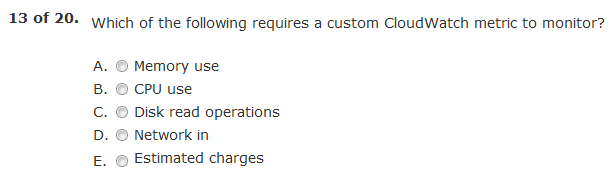 13 of 20. Which of the following requires a custom CloudWatch metric to monitor?
A. Memory use
B. CPU use
C. Disk read operations
D. Network in
E. Estimated charges